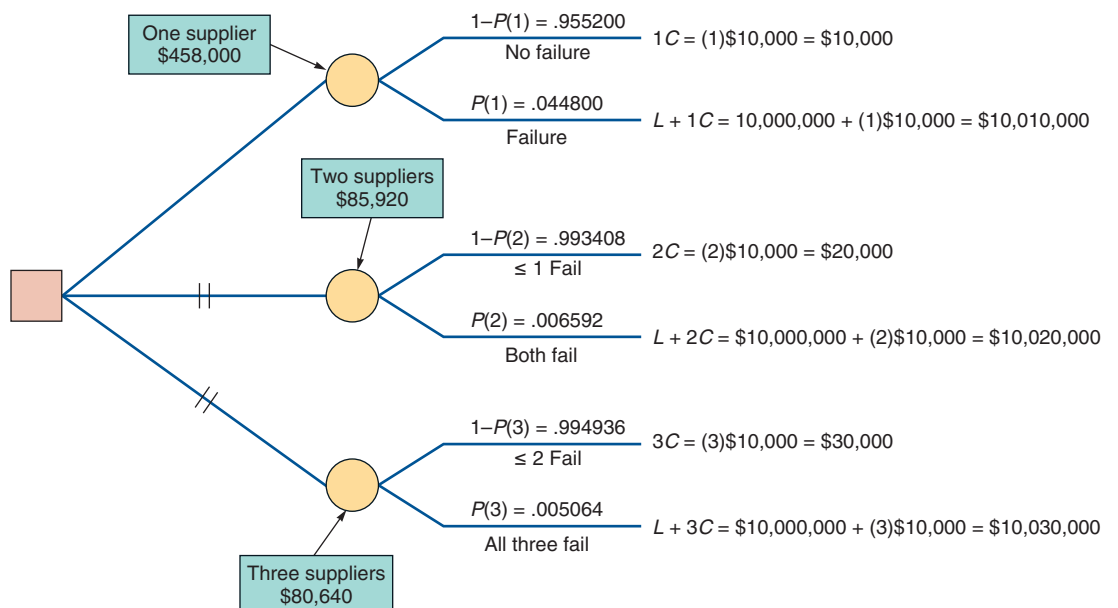 One supplier
$458,000
1–P(1) = .955200
No failure
1C = (1)$10,000 = $10,000
P(1) = .044800
Failure
L + 1C = 10,000,000 + (1)$10,000 = $10,010,000
Two suppliers
$85,920
1–P(2) = .993408
≤ 1 Fail
2C = (2)$10,000 = $20,000
P(2) = .006592
Both fail
L + 2C = $10,000,000 + (2)$10,000 = $10,020,000
1–P(3) = .994936
≤ 2 Fail
3C = (3)$10,000 = $30,000
P(3) = .005064
All three fail
L + 3C = $10,000,000 + (3)$10,000 = $10,030,000
Three suppliers
$80,640